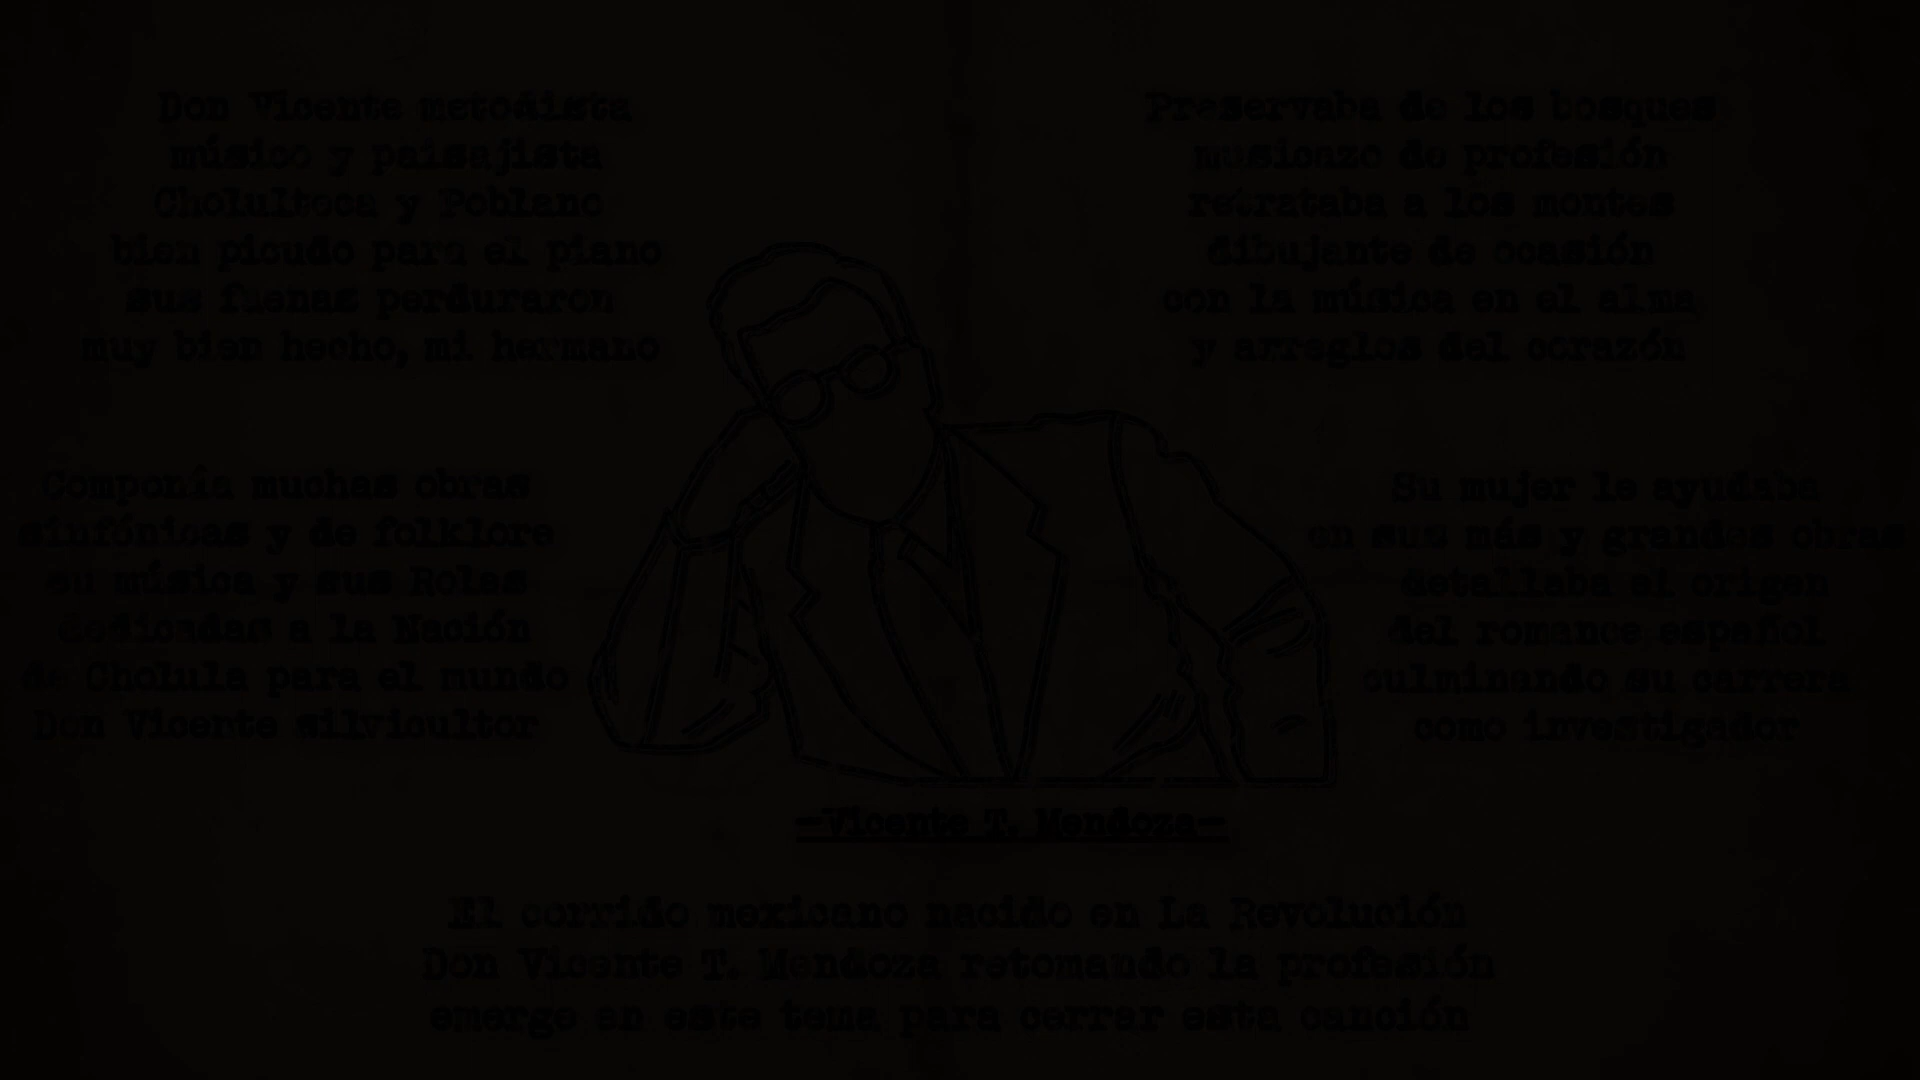 Don Vicente metodista
músico y paisajista
Cholulteca y Poblano
bien picudo para el piano
sus faenas perduraron
muy bien hecho, mi hermano
Componía muchas obras
sinfónicas y de folklore
su música y sus Roles
dedicadas a la Nación
de Cholula para el mundo
Don Vicente silvicultor
Preservaba de los bosques
musicazo de profesión
retrataba a los montes
dibujante de ocasión
con la música en el alma
y arreglos del corazón
Su mujer le ayudaba
en sus más y grandes obras
detallaba el origen
del romance español
culminando su carrera
como investigador
-Vicente T. Mendoza-
El corrido mexicano nacido en La Revolución
Don Vicente T. Mendoza retomando la profesión
emerge en este tema para cerrar esta canción